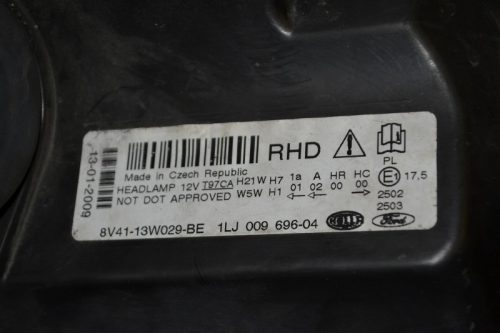 13-01-2009
RHD
Made in Czech Republic
PL
HEADLAMP 12V T97CA H21W H7 1a A HR HC E1 17.5
NOT DOT APPROVED W5W H1 ←01 02→ 00 00
2502
2503
8V41-13W029-BE 1LJ 009 696-04 HELLA Ford